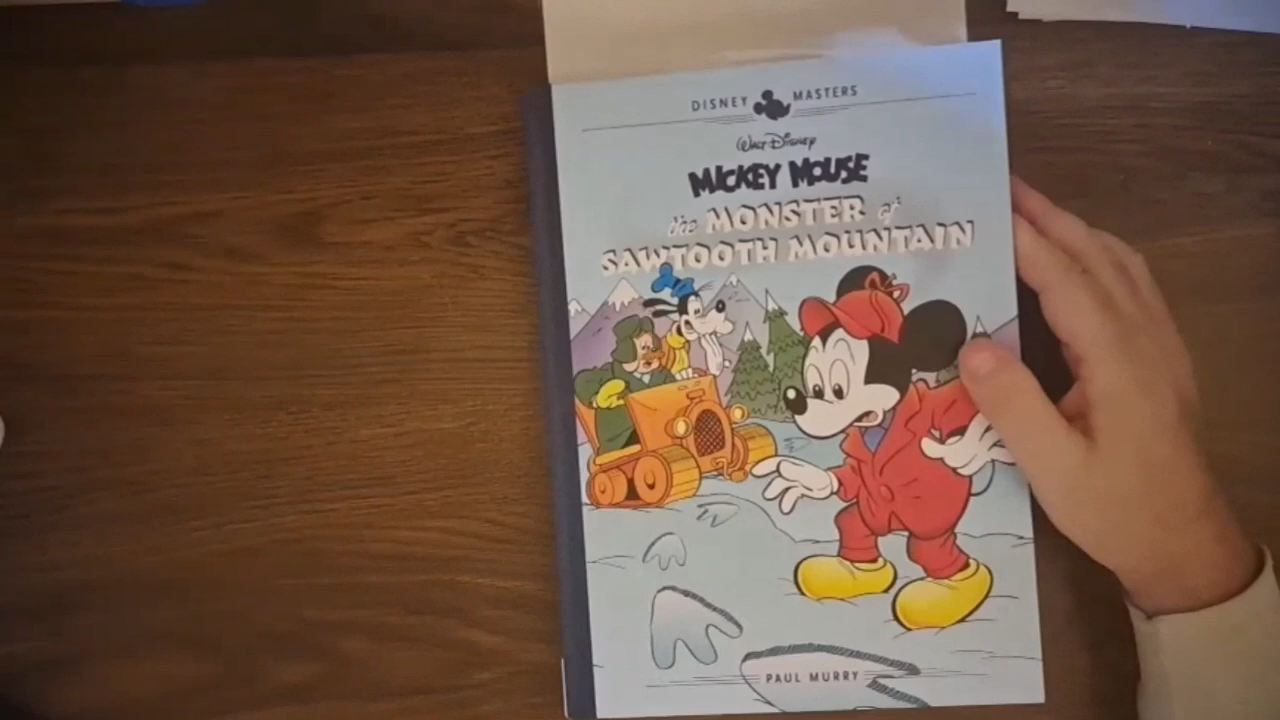 DISNEY MASTERS
Walt Disney
MICKEY MOUSE
the MONSTER of
SAWTOOTH MOUNTAIN
PAUL MURRY